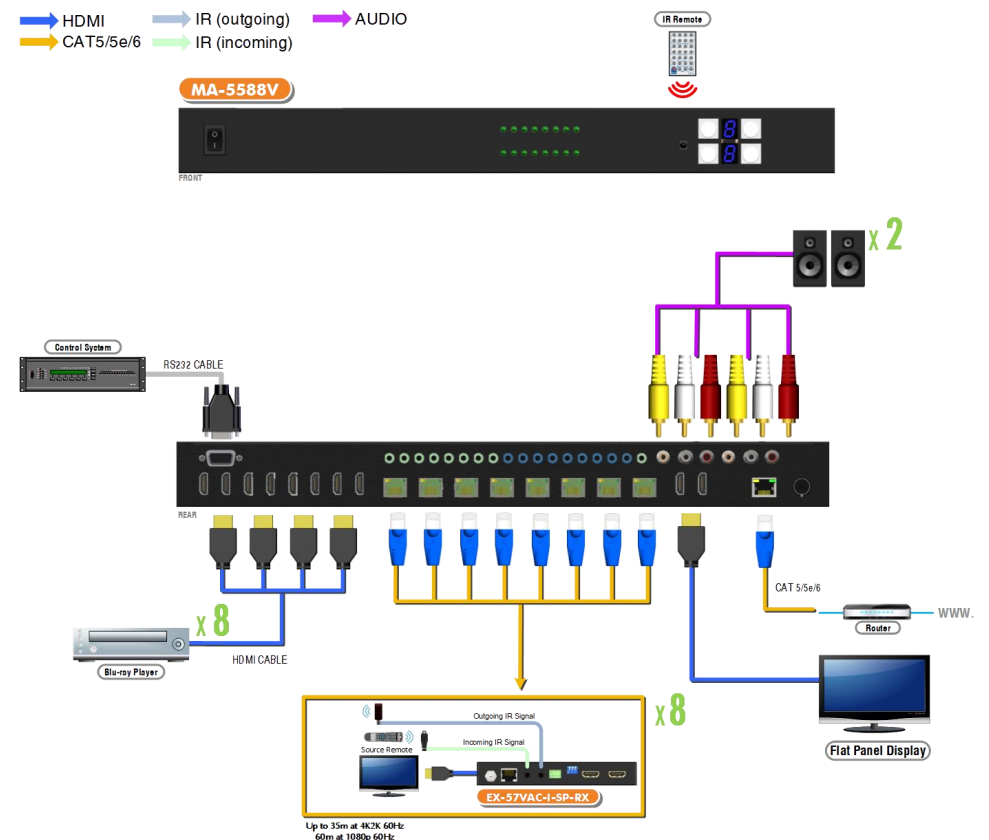 HDMI
IR (outgoing)
AUDIO
CAT5/5e/6
IR (incoming)
IR Remote
MA-5588V
FRONT
x 2
Control System
RS232 CABLE
REAR
x 8
HDMI CABLE
Blu-ray Player
CAT 5/5e/6
WWW.
Router
Flat Panel Display
x 8
Outgoing IR Signal
Incoming IR Signal
Source Remote
EX-57VAC-I-SP-RX
Up to 35m at 4K2K 60Hz
60m at 1080p 60Hz